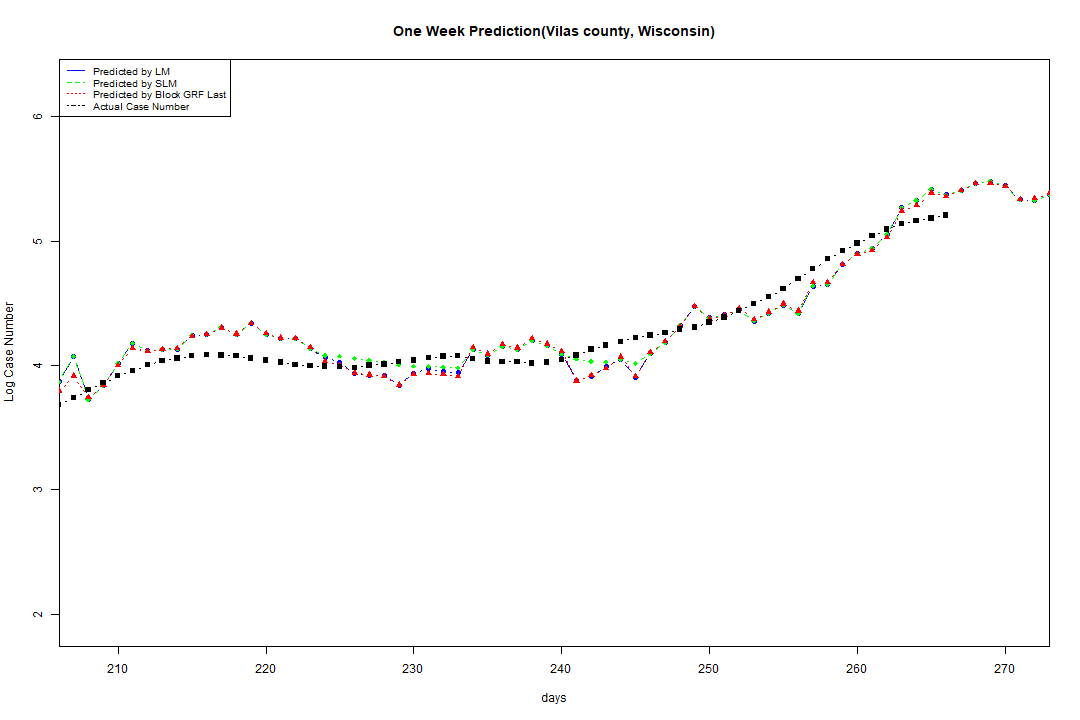 One Week Prediction(Vilas county, Wisconsin)
Predicted by LM
Predicted by SLM
Predicted by Block GRF Last
Actual Case Number
6
5
4
3
2
Log Case Number
210 220 230 240 250 260 270
days